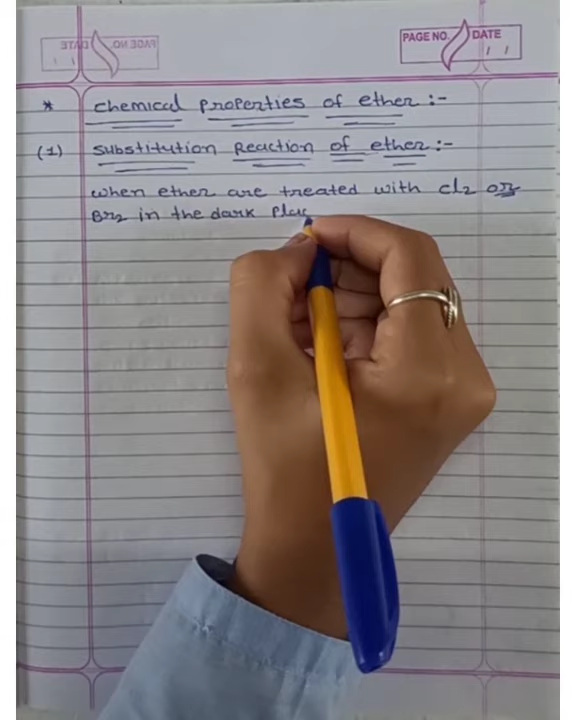 PAGE NO. DATE
* Chemical Properties of ether :-
(1) Substitution Reaction of ether :-
when ether are treated with cl2 or
Br2 in the dark Plac